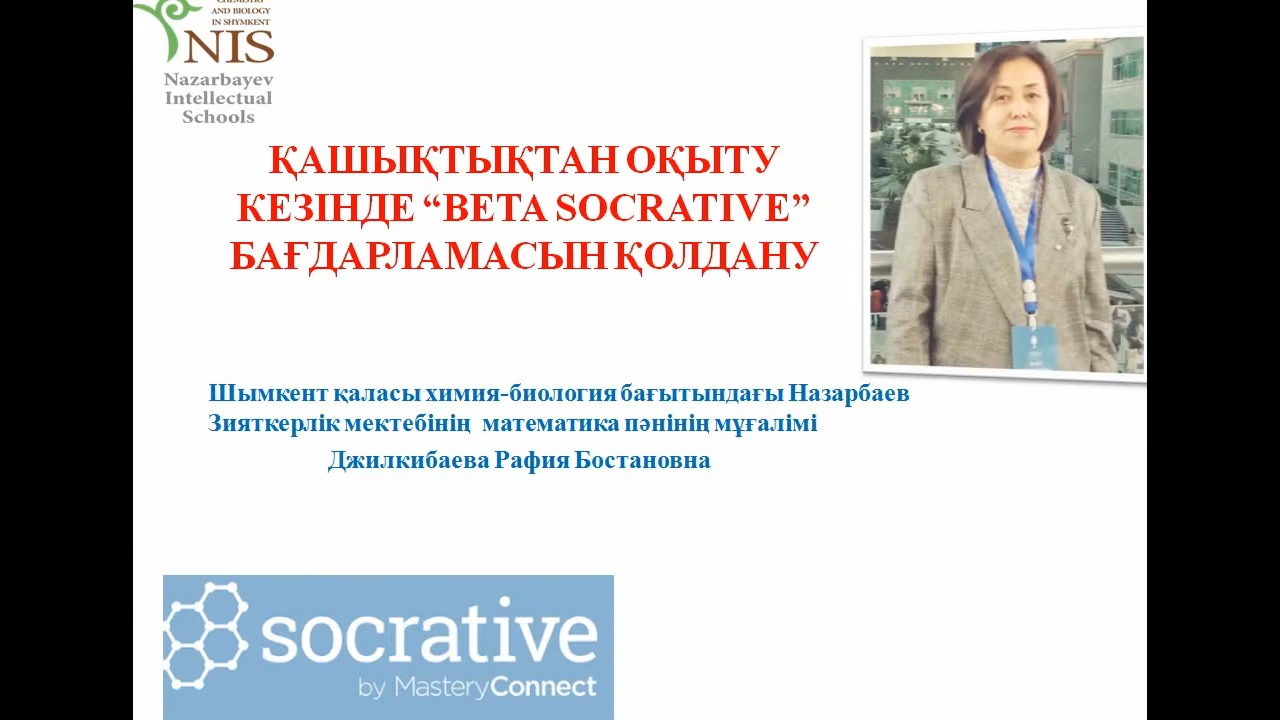 CHEMISTRY
AND BIOLOGY
IN SHYMKENT
NIS
Nazarbayev
Intellectual
Schools
ҚАШЫҚТЫҚТАН ОҚЫТУ
КЕЗІНДЕ “BETA SOCRATIVE”
БАҒДАРЛАМАСЫН ҚОЛДАНУ
Шымкент қаласы химия-биология бағытындағы Назарбаев
Зияткерлік мектебінің математика пәнінің мұғалімі
Джилкибаева Рафия Бостановна
socrative
by MasteryConnect